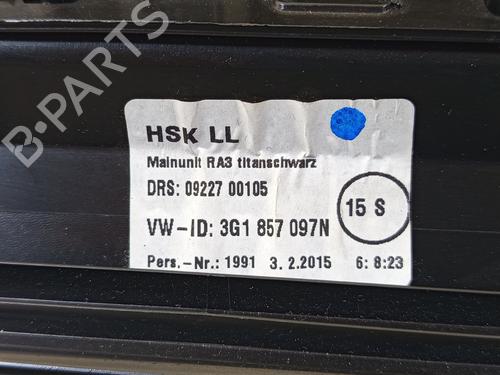 HSK LL
Mainunit RA3 titanschwarz
DRS: 09227 00105
VW-ID: 3G1 857 097N
15 S
Pers.-Nr.: 1991 3. 2.2015 6: 8:23
B-PARTS